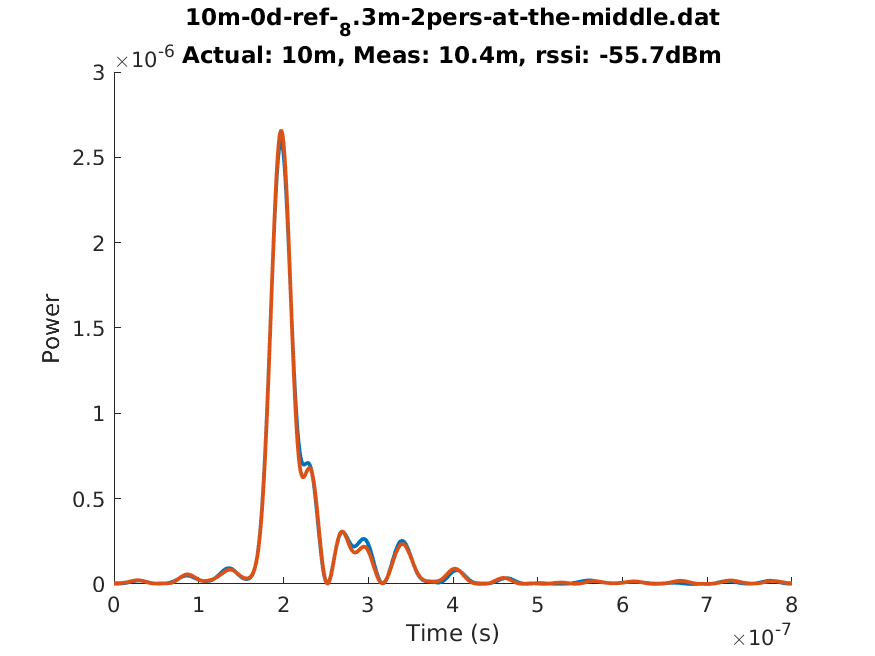 10m-0d-ref-8.3m-2pers-at-the-middle.dat
Actual: 10m, Meas: 10.4m, rssi: -55.7dBm
×10-6
3
2.5
2
1.5
1
0.5
0
Power
0 1 2 3 4 5 6 7 8
Time (s)
×10-7